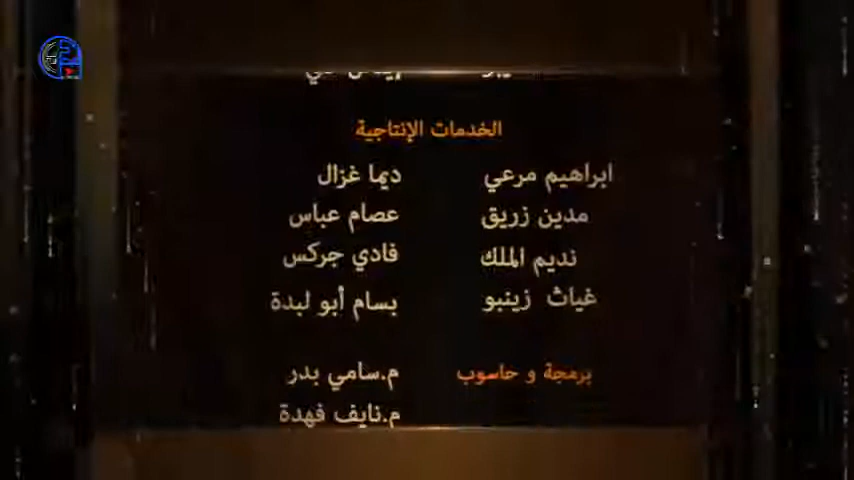 الخدمات الإنتاجية
ابراهيم مرعي ديما غزال
مدين زريق عصام عباس
نديم الملك فادي جركس
غياث زينبو بسام أبو لبدة
برمجة و حاسوب م.سامي بدر
م.نايف فهدة